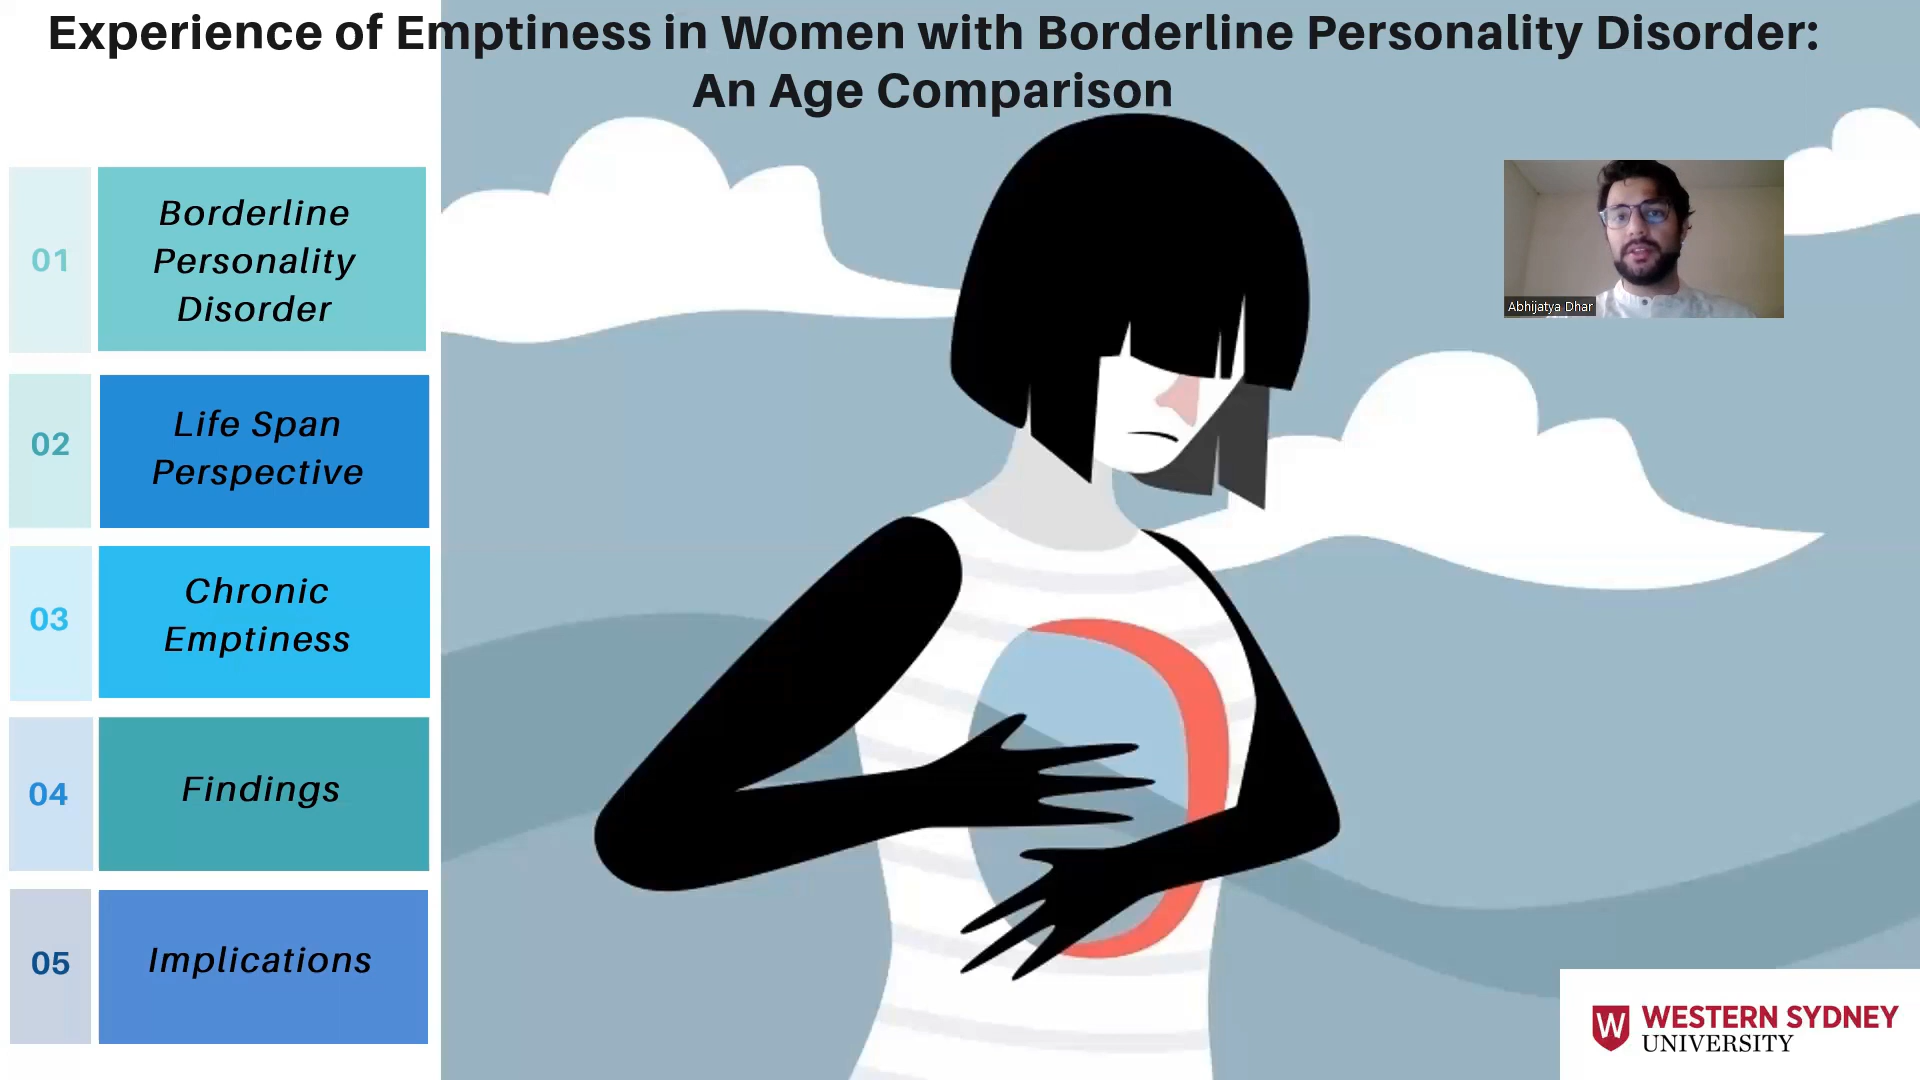 Experience of Emptiness in Women with Borderline Personality Disorder:
An Age Comparison
01
Borderline
Personality
Disorder
02
Life Span
Perspective
03
Chronic
Emptiness
04
Findings
05
Implications
Abhijatya Dhar
W
WESTERN SYDNEY
UNIVERSITY